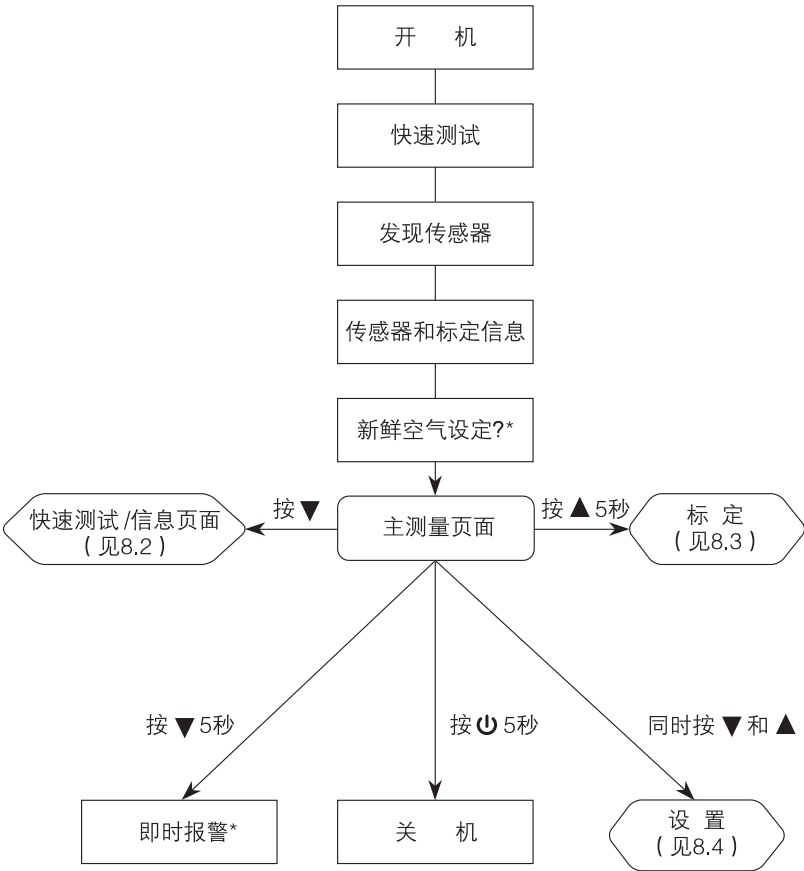 开 机
快速测试
发现传感器
传感器和标定信息
新鲜空气设定?*
快速测试/信息页面
(见8.2)
按▼
主测量页面
按▲5秒
标 定
(见8.3)
按▼5秒
按⏻5秒
同时按▼和▲
即时报警*
关 机
设 置
(见8.4)